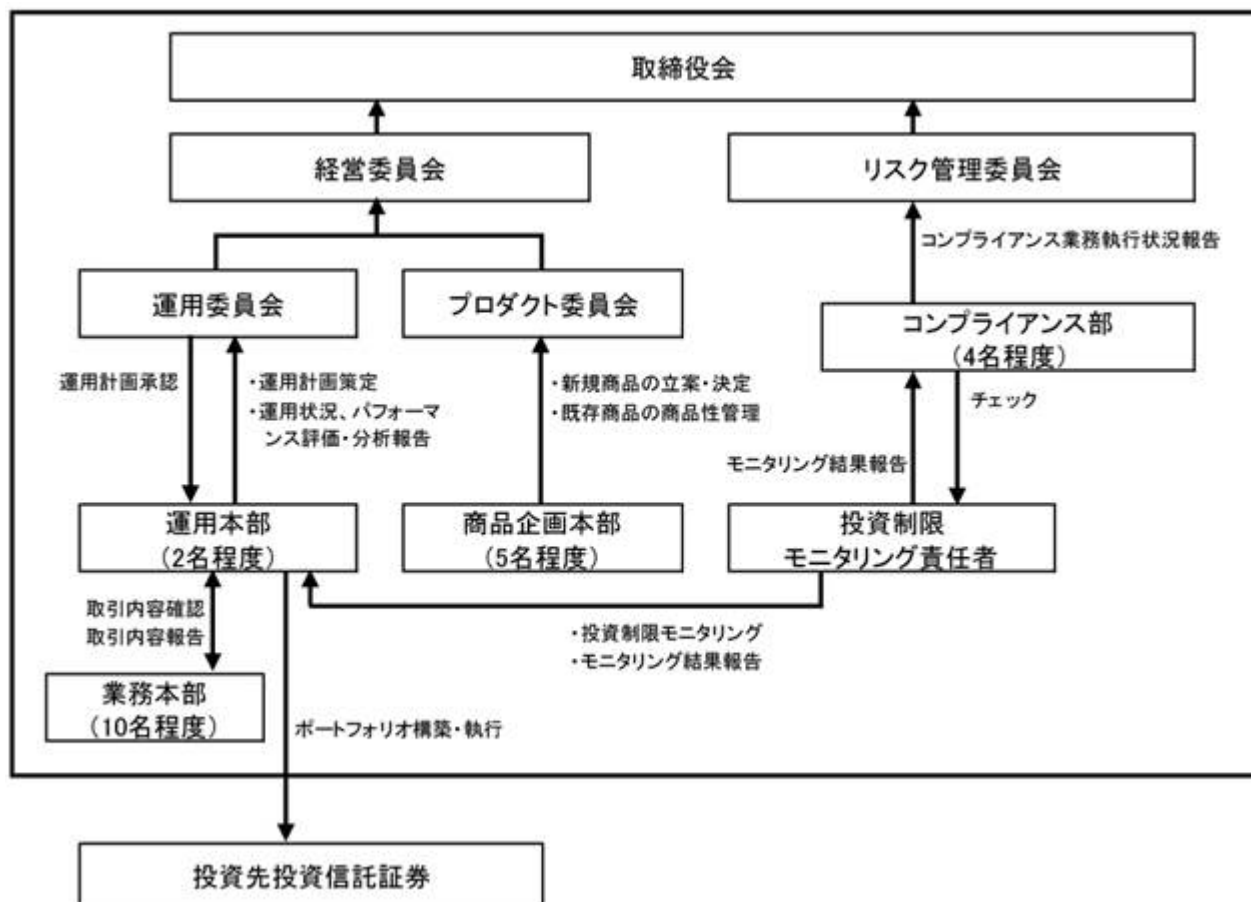 取締役会
経営委員会
リスク管理委員会
コンプライアンス業務執行状況報告
運用委員会
プロダクト委員会
コンプライアンス部
(4名程度)
運用計画承認
・運用計画策定
・運用状況、パフォーマ
ンス評価・分析報告
・新規商品の立案・決定
・既存商品の商品性管理
チェック
モニタリング結果報告
運用本部
(2名程度)
商品企画本部
(5名程度)
投資制限
モニタリング責任者
取引内容確認
取引内容報告
・投資制限モニタリング
・モニタリング結果報告
業務本部
(10名程度)
ポートフォリオ構築・執行
投資先投資信託証券